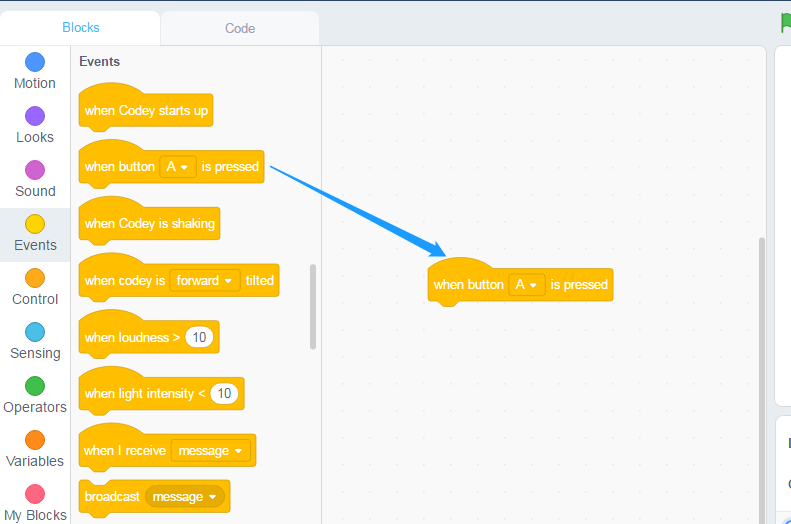 Blocks
Code
Motion
Looks
Sound
Events
Control
Sensing
Operators
Variables
My Blocks
Events
when Codey starts up
when button A is pressed
when Codey is shaking
when codey is forward tilted
when loudness > 10
when light intensity < 10
when I receive message
broadcast message
when button A is pressed